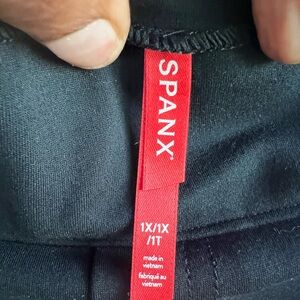 SPANX®
1X/1X
/1T
made in
vietnam
fabriqué au
vietnam